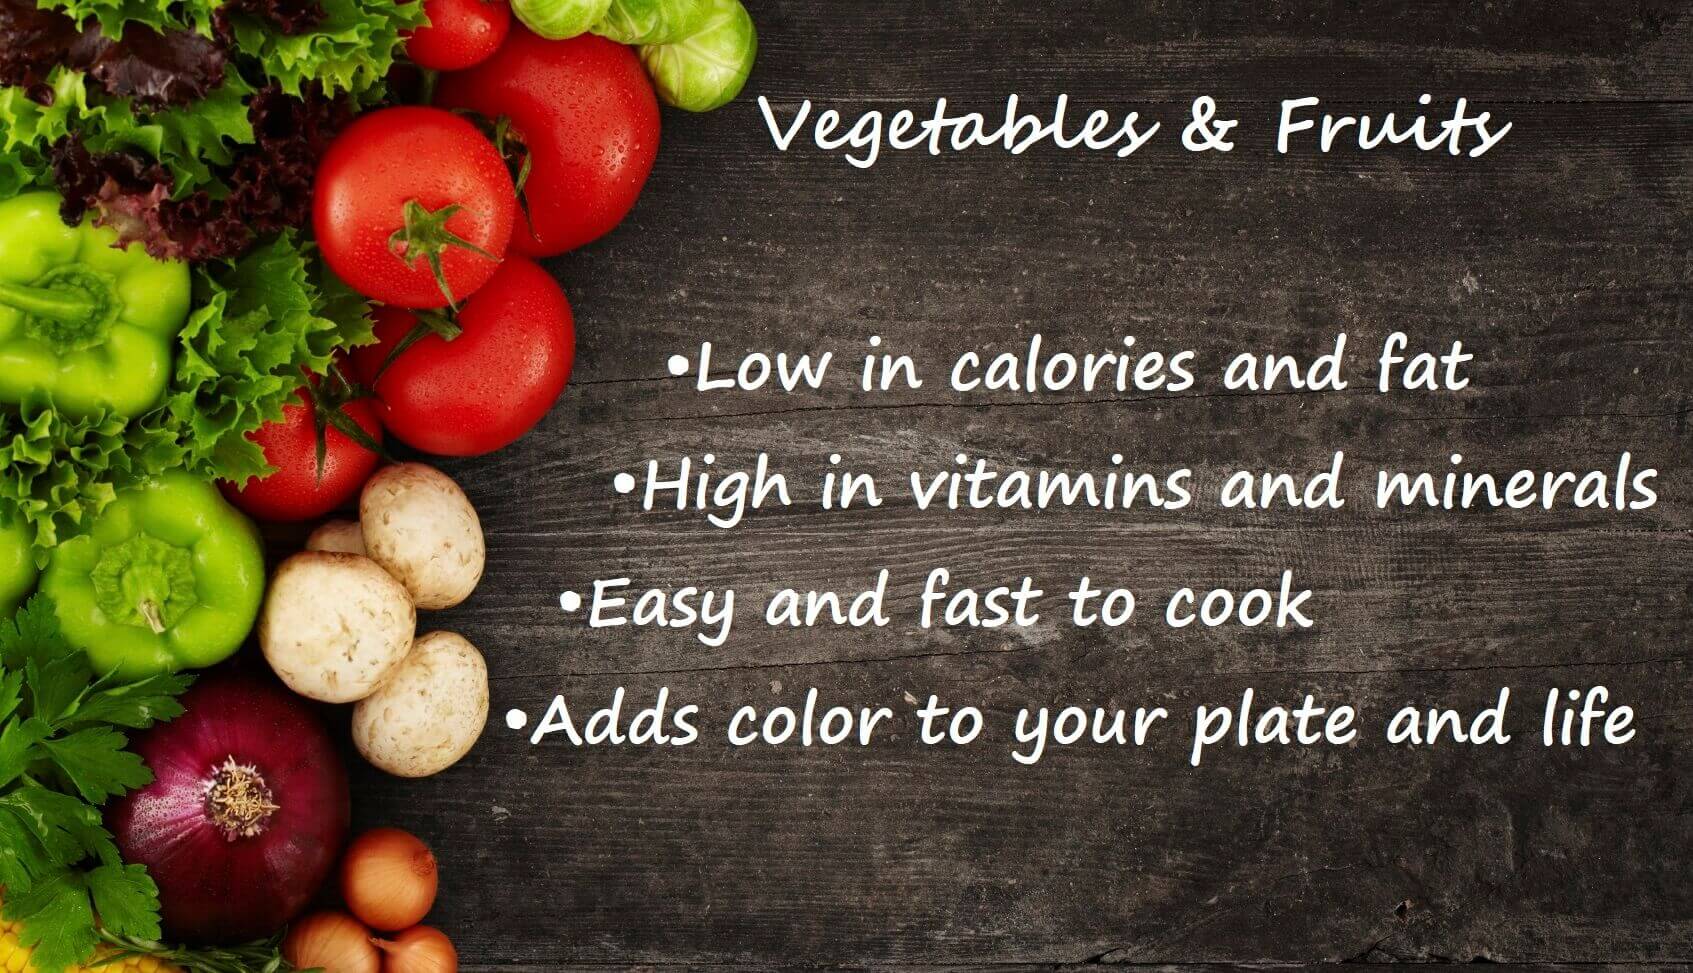 Vegetables & Fruits
•Low in calories and fat
•High in vitamins and minerals
•Easy and fast to cook
•Adds color to your plate and life